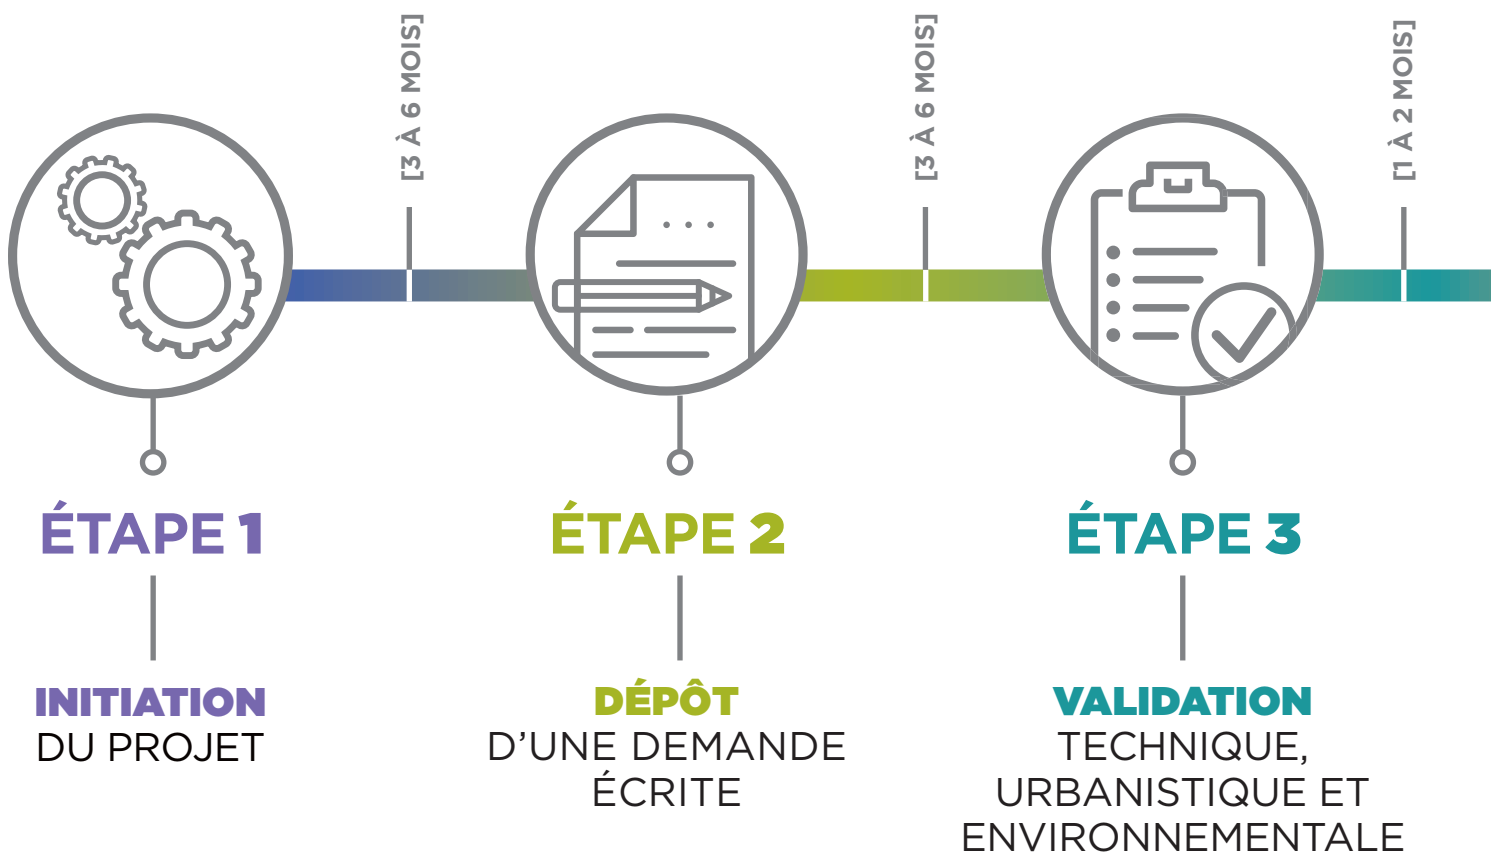 [3 À 6 MOIS]
[3 À 6 MOIS]
[1 À 2 MOIS]
ÉTAPE 1
INITIATION
DU PROJET
ÉTAPE 2
DÉPÔT
D’UNE DEMANDE
ÉCRITE
ÉTAPE 3
VALIDATION
TECHNIQUE,
URBANISTIQUE ET
ENVIRONNEMENTALE